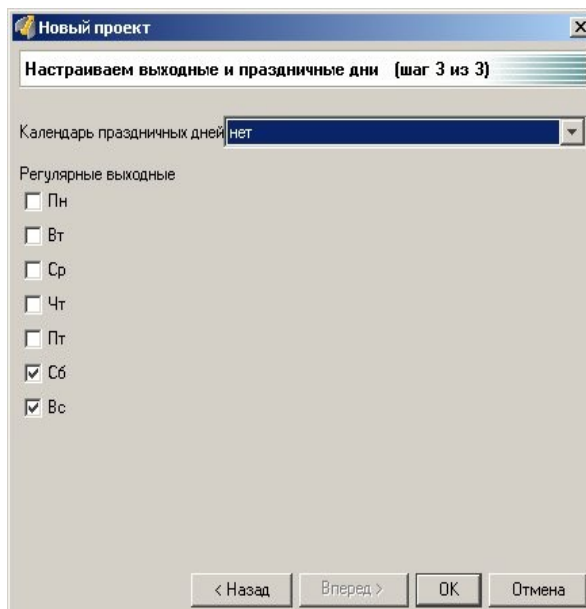 Новый проект
Настраиваем выходные и праздничные дни (шаг 3 из 3)
Календарь праздничных дней нет
Регулярные выходные
Пн
Вт
Ср
Чт
Пт
Сб
Вс
< Назад Вперед > OK Отмена